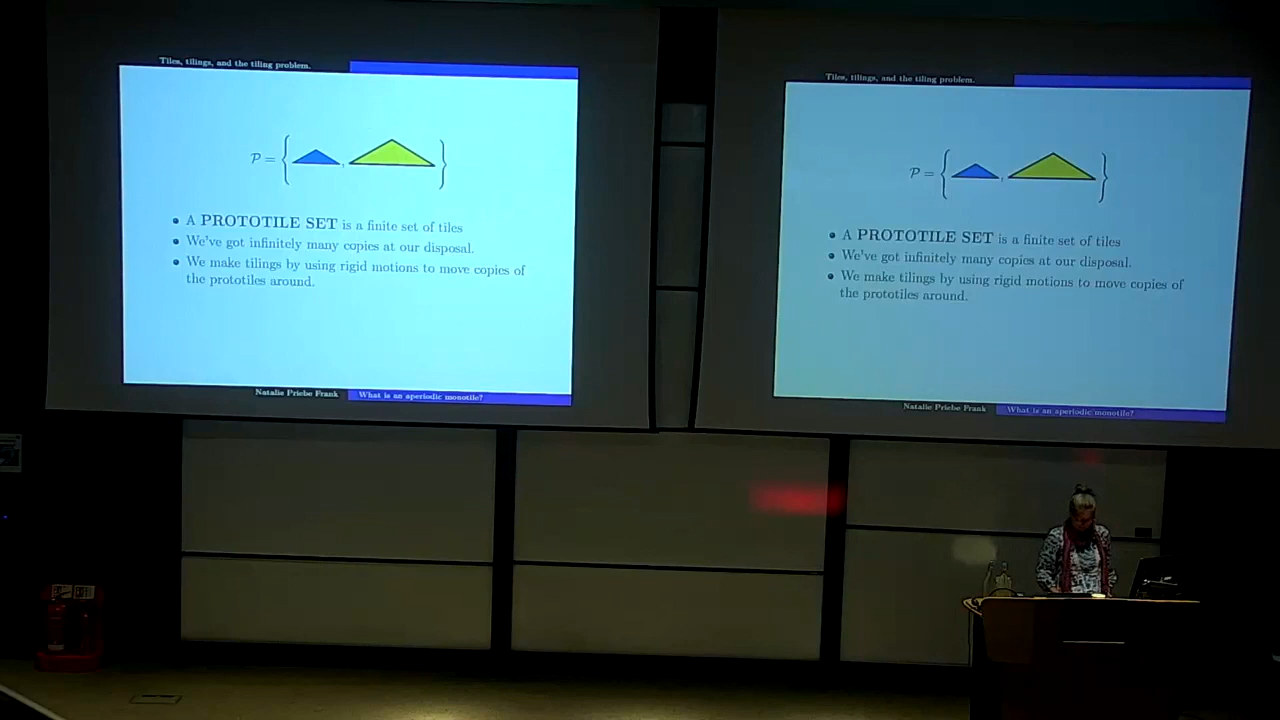 Tiles, tilings, and the tiling problem.
𝒫 = { , }
• A PROTOTILE SET is a finite set of tiles
• We've got infinitely many copies at our disposal.
• We make tilings by using rigid motions to move copies of
the prototiles around.
Natalie Priebe Frank What is an aperiodic monotile?
Tiles, tilings, and the tiling problem.
𝒫 = { , }
• A PROTOTILE SET is a finite set of tiles
• We've got infinitely many copies at our disposal.
• We make tilings by using rigid motions to move copies of
the prototiles around.
Natalie Priebe Frank What is an aperiodic monotile?